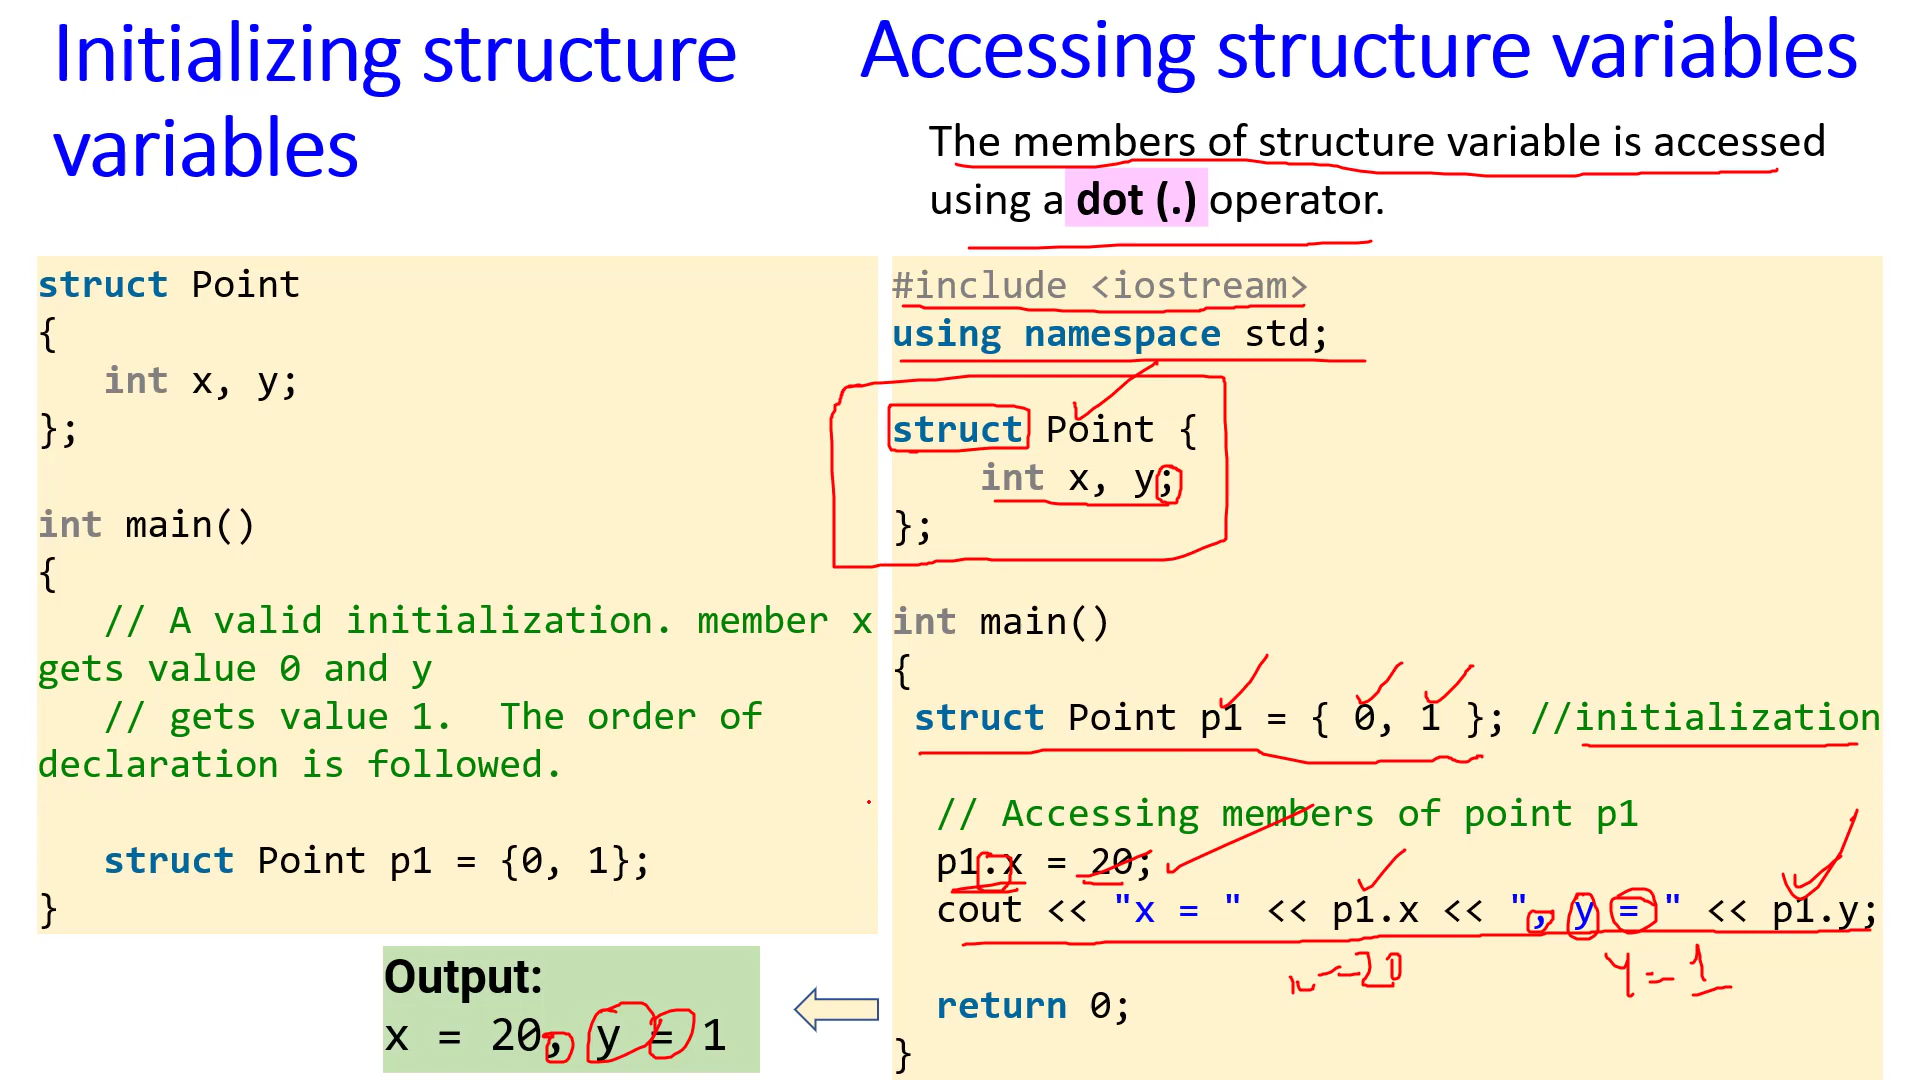 Initializing structure
variables
struct Point
{
   int x, y;
};
int main()
{
   // A valid initialization. member x
gets value 0 and y
   // gets value 1.  The order of
declaration is followed.
   struct Point p1 = {0, 1};
}
Output:
x = 20, y = 1
Accessing structure variables
The members of structure variable is accessed
using a dot (.) operator.
#include <iostream>
using namespace std;
struct Point {
    int x, y;
};
int main()
{
 struct Point p1 = { 0, 1 }; //initialization
  // Accessing members of point p1
  p1.x = 20;
  cout << "x = " << p1.x << ", y = " << p1.y;
x = 20 y = 1
  return 0;
}